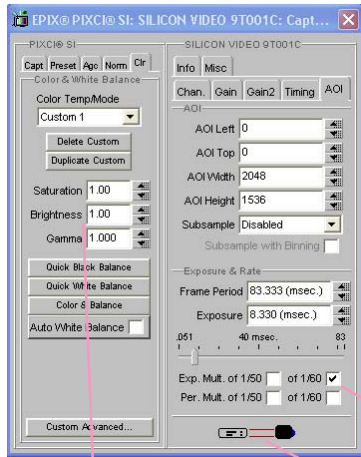 EPIX® PIXCI® SI: SILICON VIDEO 9T001C: Capt...
PIXCI® SI
Capt Preset Agc Norm Clr
Color & White Balance
Color Temp/Mode
Custom 1
Delete Custom
Duplicate Custom
Saturation 1.00
Brightness 1.00
Gamma 1.000
Quick Black Balance
Quick White Balance
Color & Balance
Auto White Balance
Custom Advanced...
SILICON VIDEO 9T001C
Info Misc
Chan. Gain Gain2 Timing AOI
AOI
AOI Left 0
AOI Top 0
AOI Width 2048
AOI Height 1536
Subsample Disabled
Subsample with Binning
Exposure & Rate
Frame Period 83.333 (msec.)
Exposure 8.330 (msec.)
.051 40 msec. 83
Exp. Mult. of 1/50 of 1/60
Per. Mult. of 1/50 of 1/60